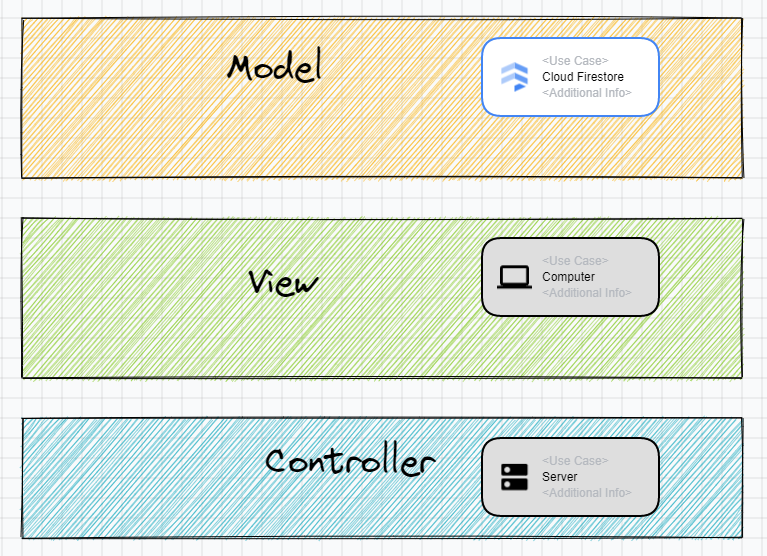 Model
<Use Case>
Cloud Firestore
<Additional Info>
View
<Use Case>
Computer
<Additional Info>
Controller
<Use Case>
Server
<Additional Info>